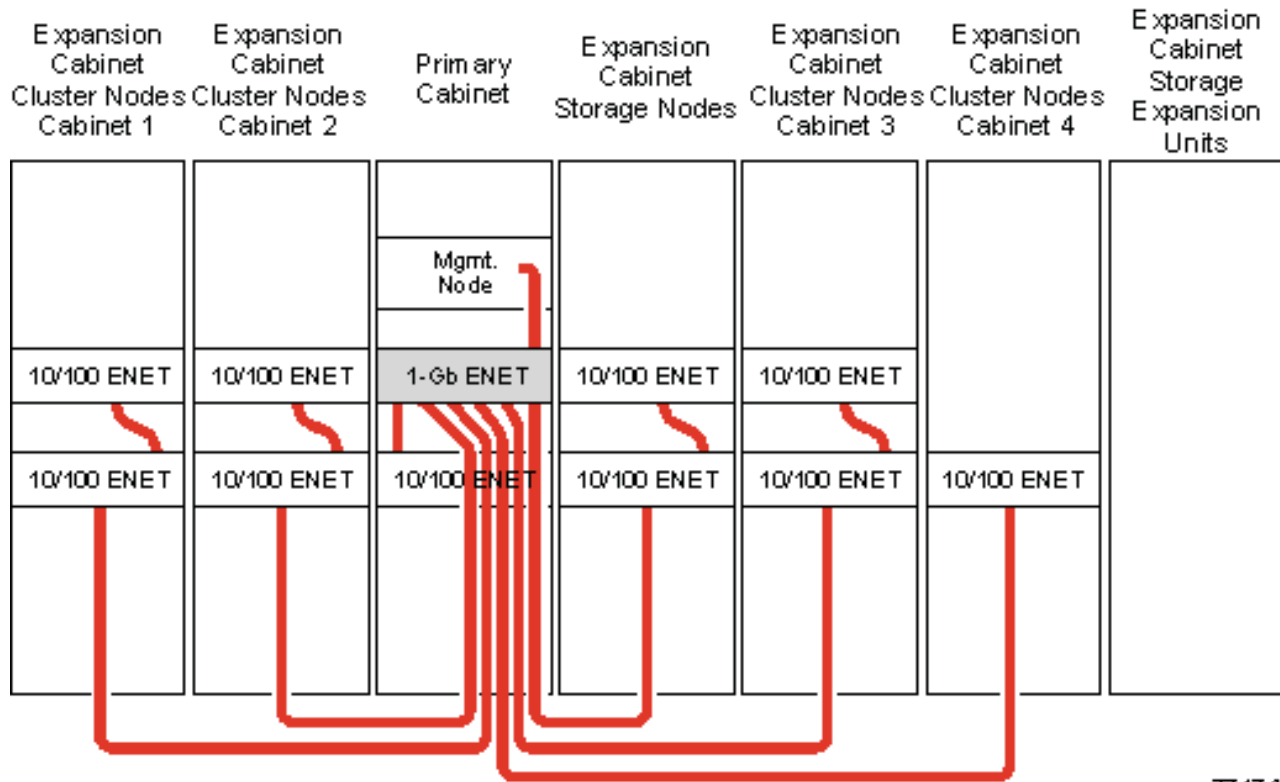 Expansion
Cabinet
Cluster Nodes
Cabinet 1
Expansion
Cabinet
Cluster Nodes
Cabinet 2
Primary
Cabinet
Expansion
Cabinet
Storage Nodes
Expansion
Cabinet
Cluster Nodes
Cabinet 3
Expansion
Cabinet
Cluster Nodes
Cabinet 4
Expansion
Cabinet
Storage
Expansion
Units
Mgmt.
Node
10/100 ENET
10/100 ENET
1-Gb ENET
10/100 ENET
10/100 ENET
10/100 ENET
10/100 ENET
10/100 ENET
10/100 ENET
10/100 ENET
10/100 ENET